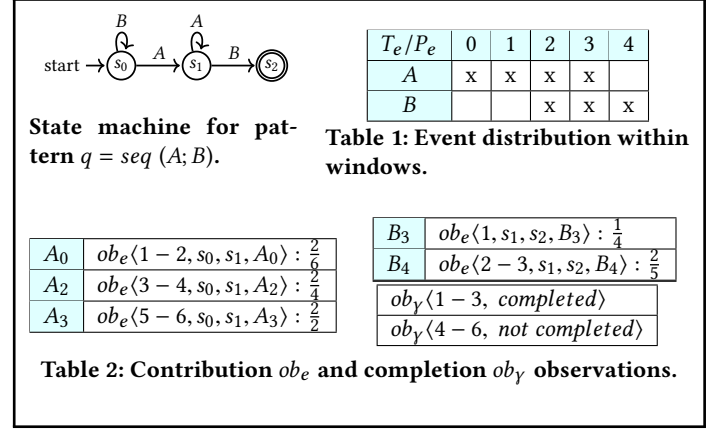 B A
start s0 A s1 B s2
State machine for pat-
tern q = seq (A; B).
Te/Pe 0 1 2 3 4
A x x x x
B x x x
Table 1: Event distribution within
windows.
A0 obe⟨1 − 2, s0, s1, A0⟩ : 2/6
A2 obe⟨3 − 4, s0, s1, A2⟩ : 2/4
A3 obe⟨5 − 6, s0, s1, A3⟩ : 2/2
B3 obe⟨1, s1, s2, B3⟩ : 1/4
B4 obe⟨2 − 3, s1, s2, B4⟩ : 2/5
obγ⟨1 − 3, completed⟩
obγ⟨4 − 6, not completed⟩
Table 2: Contribution obe and completion obγ observations.